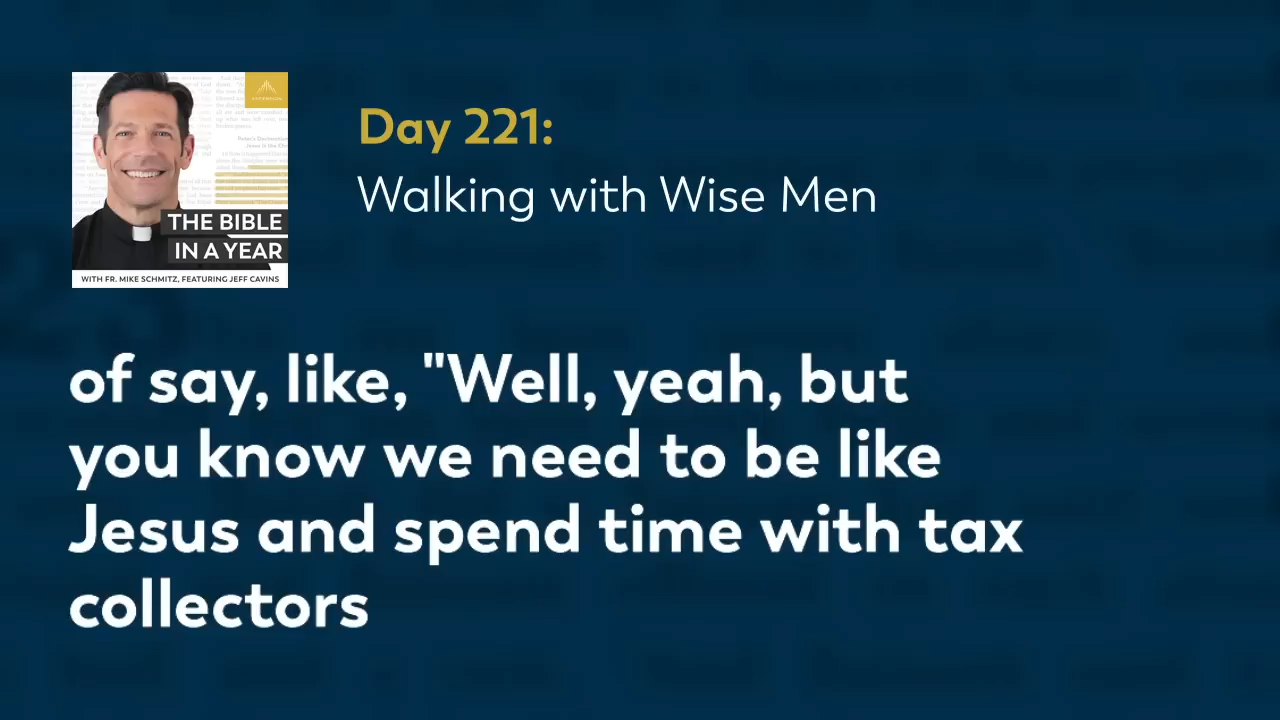 THE BIBLE
IN A YEAR
WITH FR. MIKE SCHMITZ, FEATURING JEFF CAVINS
Day 221:
Walking with Wise Men
of say, like, "Well, yeah, but
you know we need to be like
Jesus and spend time with tax
collectors